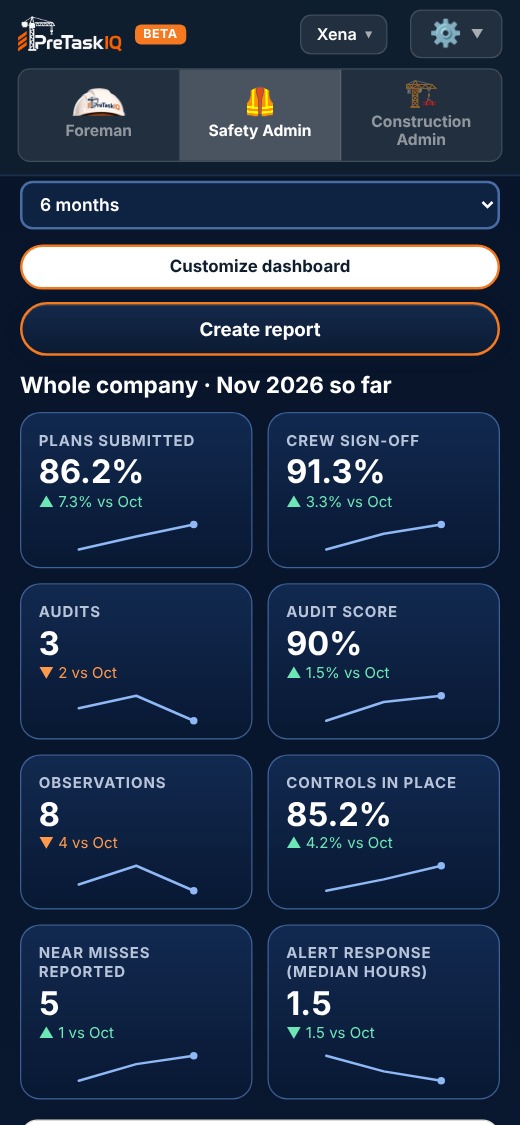 PreTaskIQ BETA Xena ▼ ▼
PreTaskIQ
Foreman
Safety Admin
Construction
Admin
6 months
Customize dashboard
Create report
Whole company · Nov 2026 so far
PLANS SUBMITTED
86.2%
▲ 7.3% vs Oct
CREW SIGN-OFF
91.3%
▲ 3.3% vs Oct
AUDITS
3
▼ 2 vs Oct
AUDIT SCORE
90%
▲ 1.5% vs Oct
OBSERVATIONS
8
▼ 4 vs Oct
CONTROLS IN PLACE
85.2%
▲ 4.2% vs Oct
NEAR MISSES
REPORTED
5
▲ 1 vs Oct
ALERT RESPONSE
(MEDIAN HOURS)
1.5
▼ 1.5 vs Oct